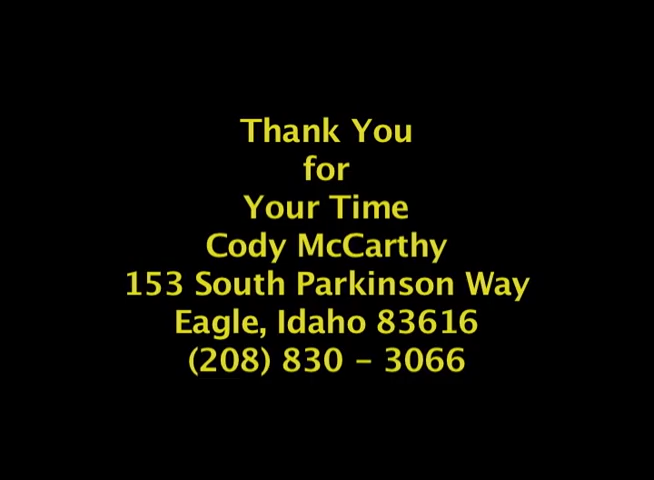 Thank You
for
Your Time
Cody McCarthy
153 South Parkinson Way
Eagle, Idaho 83616
(208) 830 – 3066